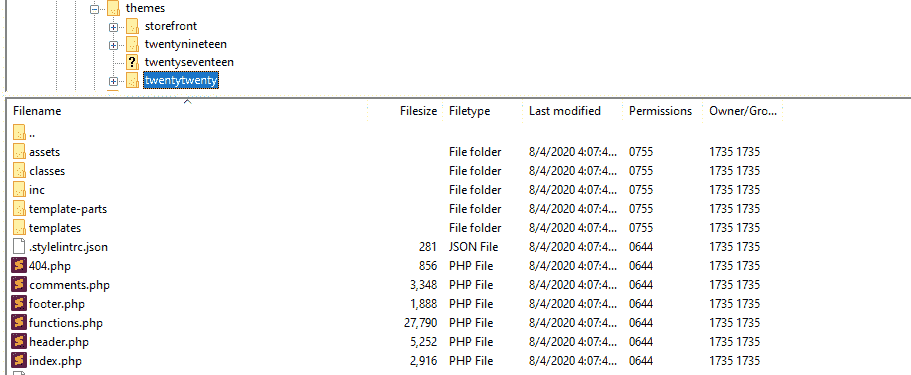 themes
storefront
twentynineteen
twentyseventeen
twentytwenty
Filename Filesize Filetype Last modified Permissions Owner/Gro...
..
assets File folder 8/4/2020 4:07:4... 0755 1735 1735
classes File folder 8/4/2020 4:07:4... 0755 1735 1735
inc File folder 8/4/2020 4:07:4... 0755 1735 1735
template-parts File folder 8/4/2020 4:07:4... 0755 1735 1735
templates File folder 8/4/2020 4:07:4... 0755 1735 1735
.stylelintrc.json 281 JSON File 8/4/2020 4:07:4... 0644 1735 1735
404.php 856 PHP File 8/4/2020 4:07:4... 0644 1735 1735
comments.php 3,348 PHP File 8/4/2020 4:07:4... 0644 1735 1735
footer.php 1,888 PHP File 8/4/2020 4:07:4... 0644 1735 1735
functions.php 27,790 PHP File 8/4/2020 4:07:4... 0644 1735 1735
header.php 5,252 PHP File 8/4/2020 4:07:4... 0644 1735 1735
index.php 2,916 PHP File 8/4/2020 4:07:4... 0644 1735 1735